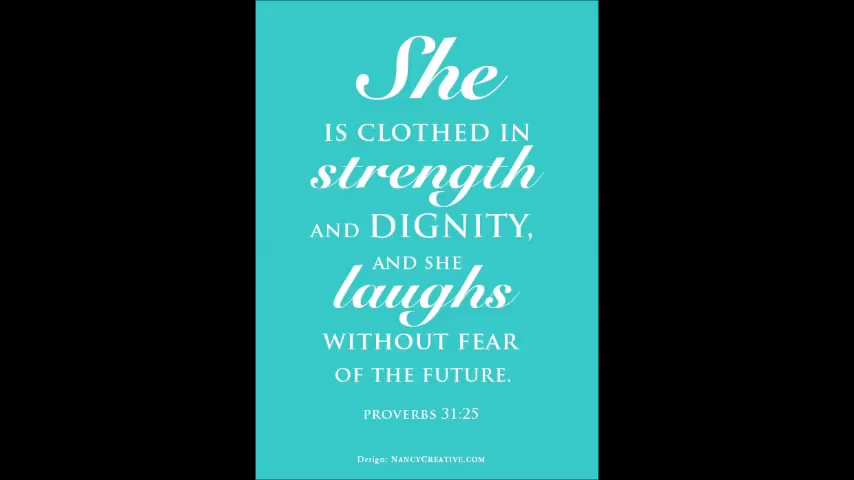 She
IS CLOTHED IN
strength
AND DIGNITY,
AND SHE
laughs
WITHOUT FEAR
OF THE FUTURE.
PROVERBS 31:25
Design: NANCYCREATIVE.COM